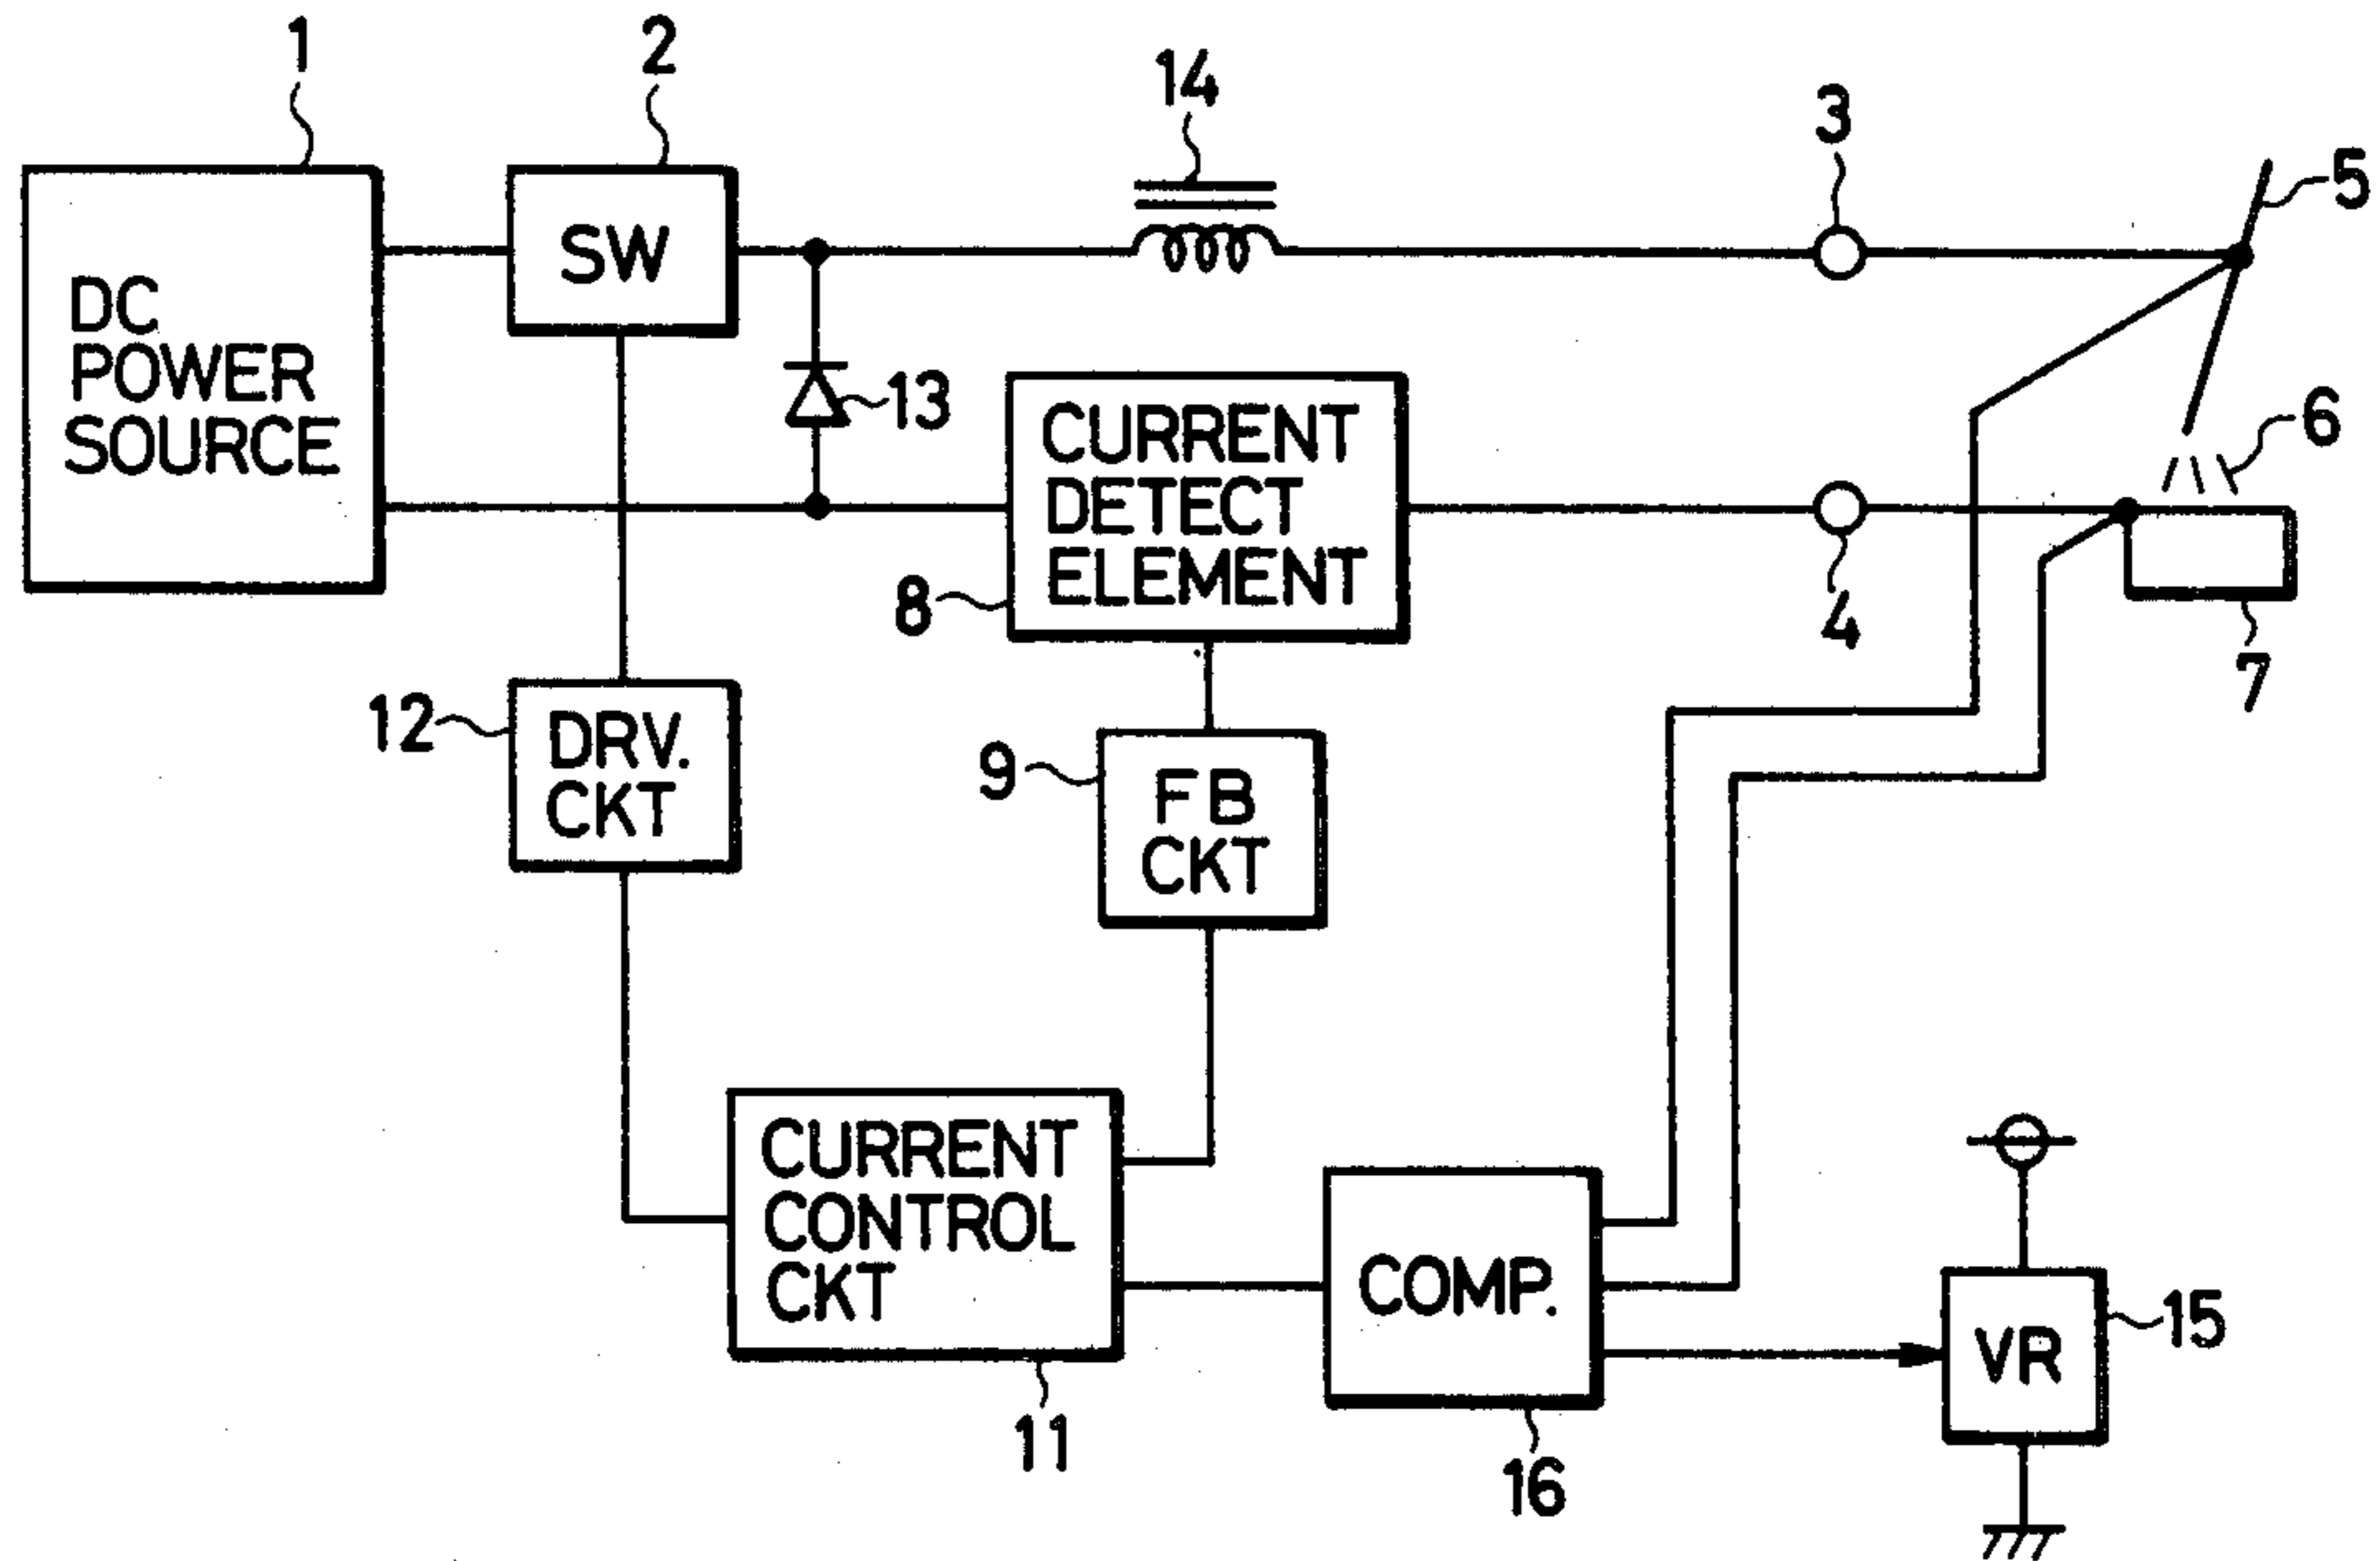 1
2
14
3
5
DC
POWER
SOURCE
SW
13
CURRENT
DETECT
ELEMENT
6
8
4
7
12
DRV.
CKT
9
FB
CKT
CURRENT
CONTROL
CKT
11
COMP.
16
VR
15